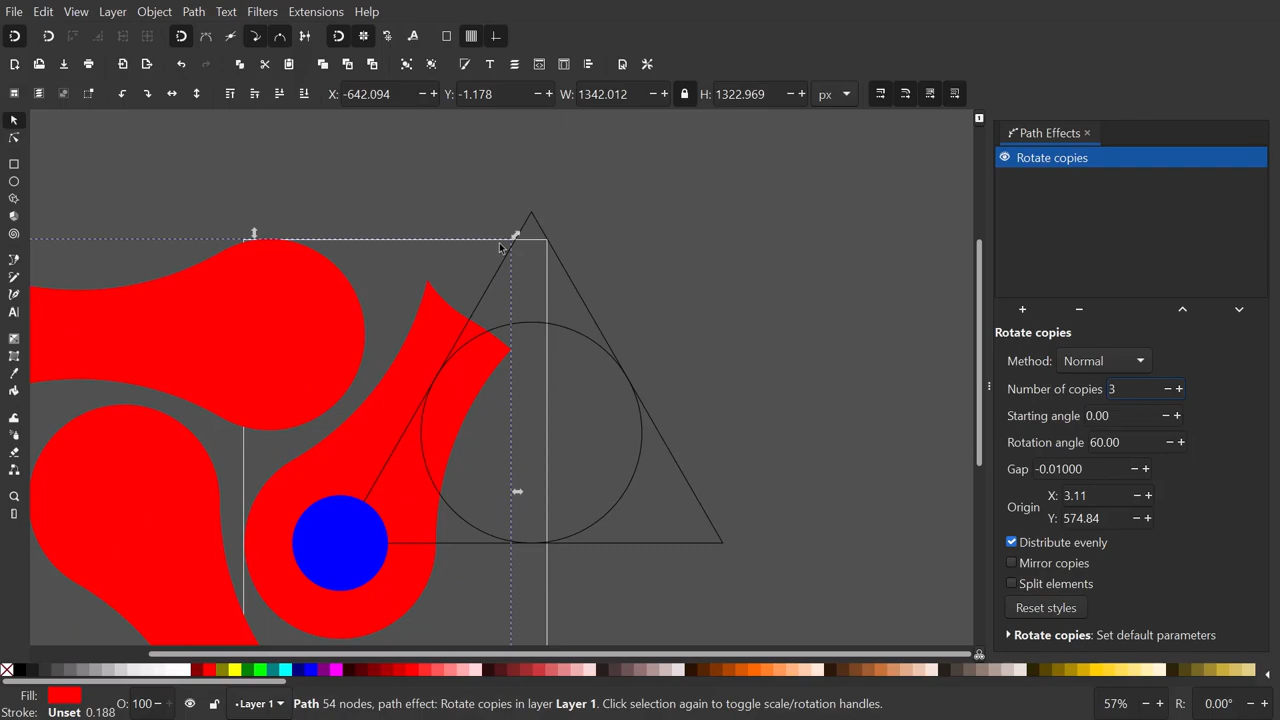 File Edit View Layer Object Path Text Filters Extensions Help
X: -642.094 Y: -1.178 W: 1342.012 H: 1322.969 px
1
Path Effects ×
Rotate copies
Rotate copies
Method: Normal
Number of copies 3
Starting angle 0.00
Rotation angle 60.00
Gap -0.01000
Origin
X: 3.11
Y: 574.84
Distribute evenly
Mirror copies
Split elements
Reset styles
Rotate copies: Set default parameters
Fill:
Stroke: Unset 0.188
O: 100
•Layer 1
Path 54 nodes, path effect: Rotate copies in layer Layer 1. Click selection again to toggle scale/rotation handles.
57%
R: 0.00°